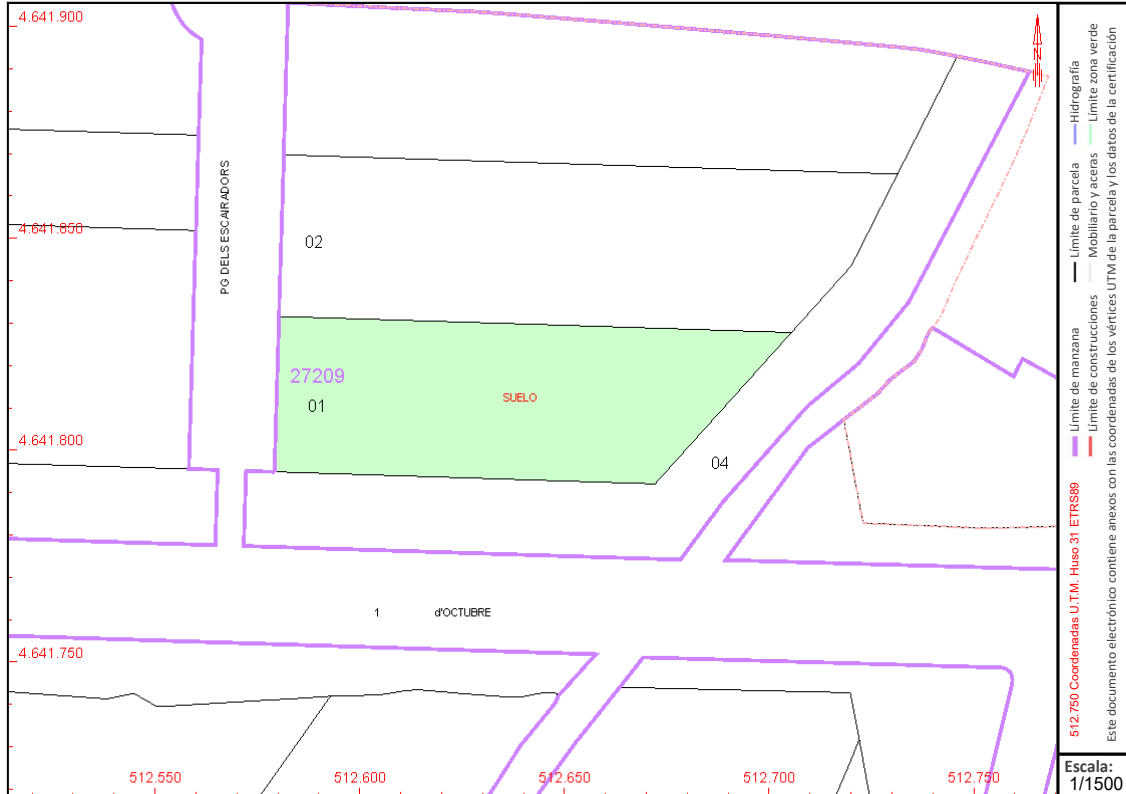 4.641.900
PG DELS ESCAIRADORS
4.641.850
02
27209
01
SUELO
4.641.800
04
1 d'OCTUBRE
4.641.750
512.550
512.600
512.650
512.700
512.750
N
Hidrografía
Límite zona verde
Límite de parcela
Mobiliario y aceras
Límite de manzana
Límite de construcciones
512.750 Coordenadas U.T.M. Huso 31 ETRS89
Este documento electrónico contiene anexos con las coordenadas de los vértices UTM de la parcela y los datos de la certificación
Escala:
1/1500